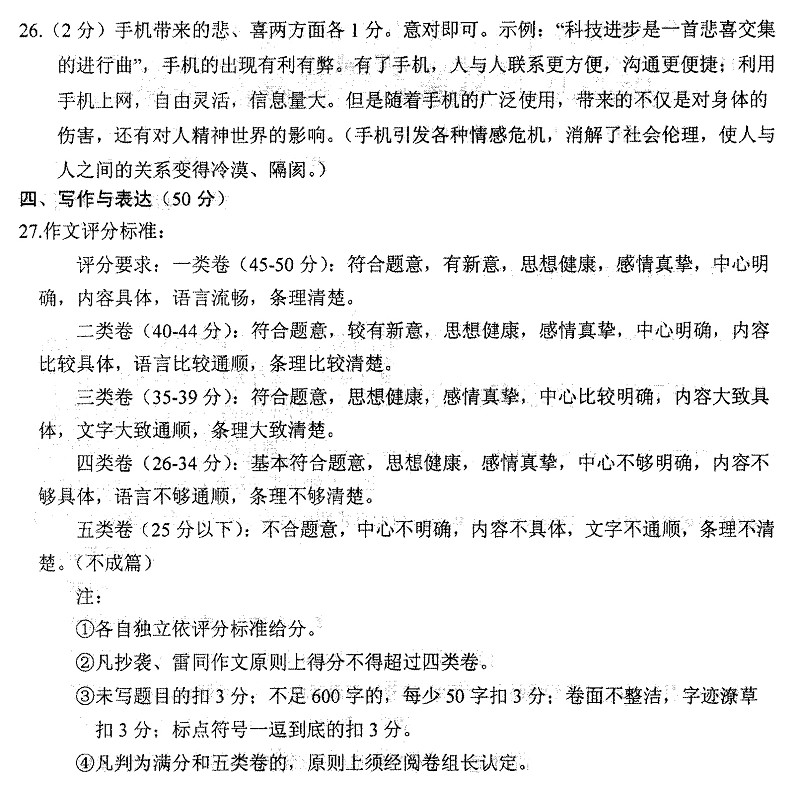 26.（2 分）手机带来的悲、喜两方面各 1 分。意对即可。示例：“科技进步是一首悲喜交集
的进行曲”，手机的出现有利有弊。有了手机，人与人联系更方便，沟通更便捷；利用
手机上网，自由灵活，信息量大。但是随着手机的广泛使用，带来的不仅是对身体的
伤害，还有对人精神世界的影响。（手机引发各种情感危机，消解了社会伦理，使人与
人之间的关系变得冷漠、隔阂。）
四、写作与表达（50 分）
27.作文评分标准：
评分要求：一类卷（45-50 分）：符合题意，有新意，思想健康，感情真挚，中心明
确，内容具体，语言流畅，条理清楚。
二类卷（40-44 分）：符合题意，较有新意，思想健康，感情真挚，中心明确，内容
比较具体，语言比较通顺，条理比较清楚。
三类卷（35-39 分）：符合题意，思想健康，感情真挚，中心比较明确，内容大致具
体，文字大致通顺，条理大致清楚。
四类卷（26-34 分）：基本符合题意，思想健康，感情真挚，中心不够明确，内容不
够具体，语言不够通顺，条理不够清楚。
五类卷（25 分以下）：不合题意，中心不明确，内容不具体，文字不通顺，条理不清
楚。（不成篇）
注：
①各自独立依评分标准给分。
②凡抄袭、雷同作文原则上得分不得超过四类卷。
③未写题目的扣 3 分；不足 600 字的，每少 50 字扣 3 分；卷面不整洁，字迹潦草
扣 3 分；标点符号一逗到底的扣 3 分。
④凡判为满分和五类卷的，原则上须经阅卷组长认定。